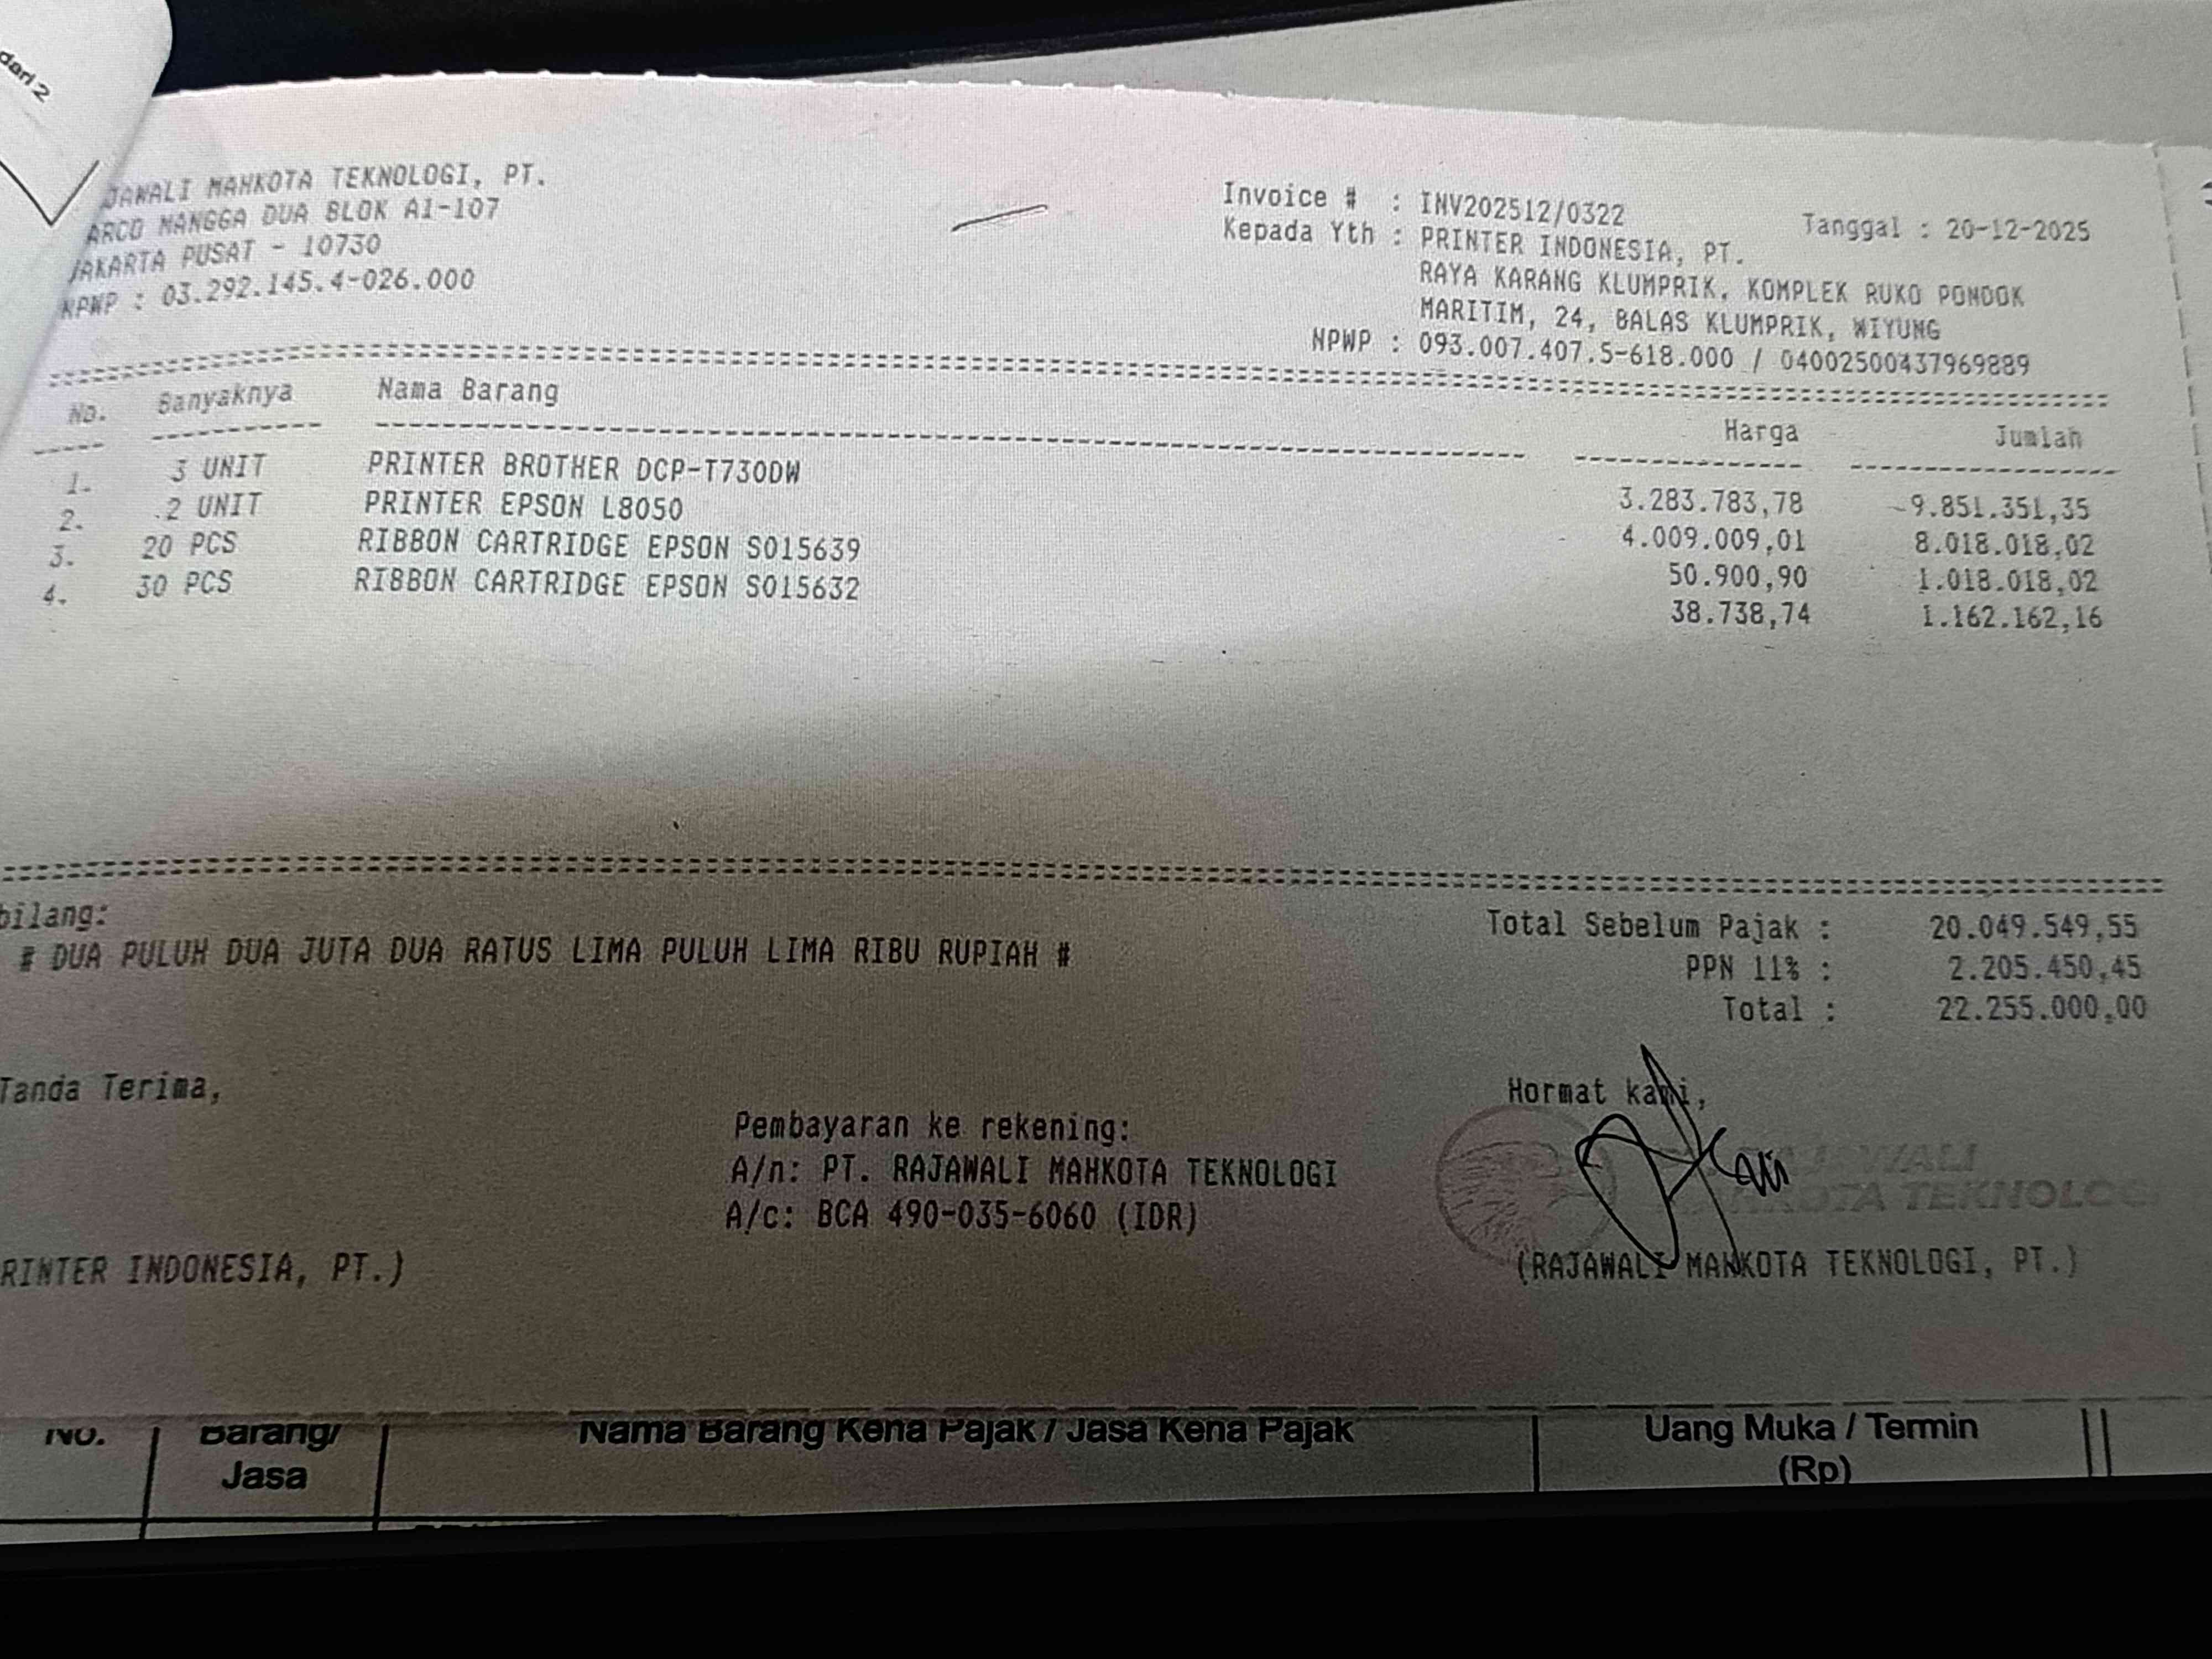 dari 2
JAWALI MAHKOTA TEKNOLOGI, PT.
ARCO MANGGA DUA BLOK A1-107
JAKARTA PUSAT - 10730
NPWP : 03.292.145.4-026.000
Invoice # : INV202512/0322 Tanggal : 20-12-2025
Kepada Yth : PRINTER INDONESIA, PT.
RAYA KARANG KLUMPRIK, KOMPLEK RUKO PONDOK
MARITIM, 24, BALAS KLUMPRIK, WIYUNG
NPWP : 093.007.407.5-618.000 / 04002500437969889
No. Banyaknya Nama Barang Harga Jumlah
1. 3 UNIT PRINTER BROTHER DCP-T730DW 3.283.783,78 9.851.351,35
2. 2 UNIT PRINTER EPSON L8050 4.009.009,01 8.018.018,02
3. 20 PCS RIBBON CARTRIDGE EPSON S015639 50.900,90 1.018.018,02
4. 30 PCS RIBBON CARTRIDGE EPSON S015632 38.738,74 1.162.162,16
bilang:
# DUA PULUH DUA JUTA DUA RATUS LIMA PULUH LIMA RIBU RUPIAH #
Total Sebelum Pajak : 20.049.549,55
PPN 11% : 2.205.450,45
Total : 22.255.000,00
Tanda Terima,
Hormat kami,
Pembayaran ke rekening:
A/n: PT. RAJAWALI MAHKOTA TEKNOLOGI
A/c: BCA 490-035-6060 (IDR)
AJAWALI
KOTA TEKNOLOGI
RINTER INDONESIA, PT.)
(RAJAWALI MAHKOTA TEKNOLOGI, PT.)
No. Barang/ Nama Barang Kena Pajak / Jasa Kena Pajak Uang Muka / Termin
Jasa (Rp)